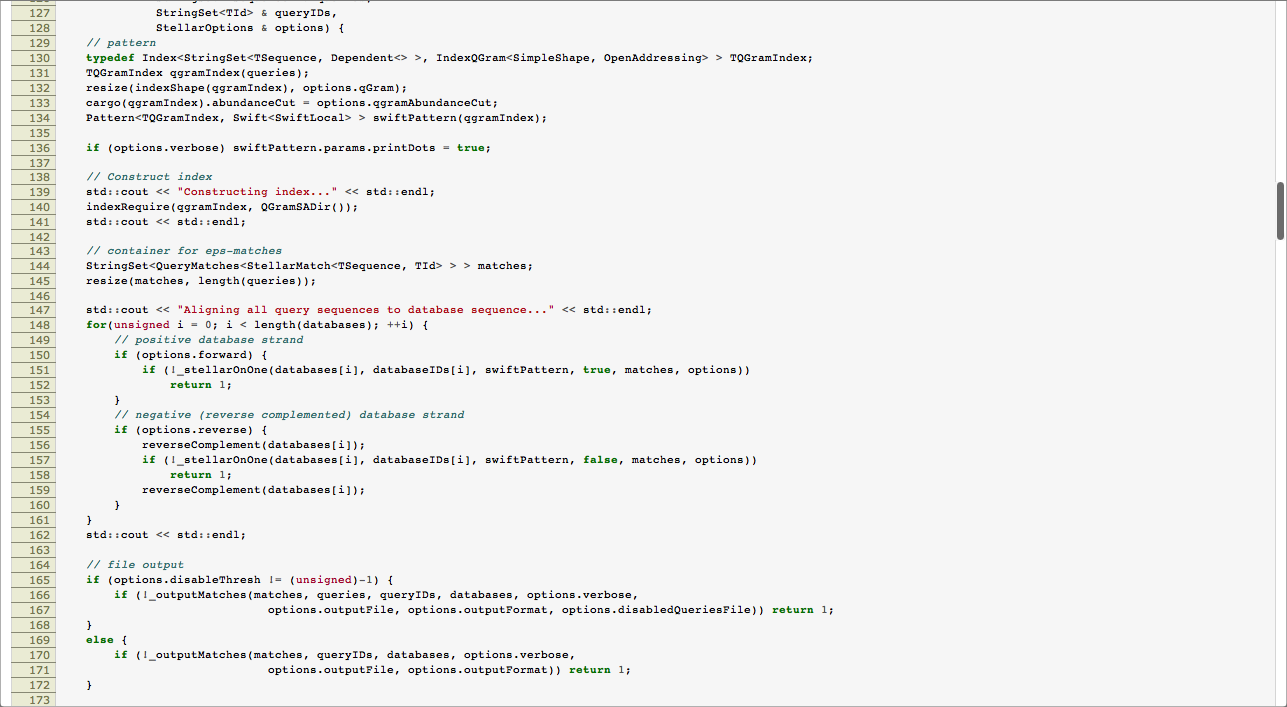 127 StringSet<TId> & queryIDs,
128 StellarOptions & options) {
129 // pattern
130 typedef Index<StringSet<TSequence, Dependent<> >, IndexQGram<SimpleShape, OpenAddressing> > TQGramIndex;
131 TQGramIndex qgramIndex(queries);
132 resize(indexShape(qgramIndex), options.qGram);
133 cargo(qgramIndex).abundanceCut = options.qgramAbundanceCut;
134 Pattern<TQGramIndex, Swift<SwiftLocal> > swiftPattern(qgramIndex);
135
136 if (options.verbose) swiftPattern.params.printDots = true;
137
138 // Construct index
139 std::cout << "Constructing index..." << std::endl;
140 indexRequire(qgramIndex, QGramSADir());
141 std::cout << std::endl;
142
143 // container for eps-matches
144 StringSet<QueryMatches<StellarMatch<TSequence, TId> > > matches;
145 resize(matches, length(queries));
146
147 std::cout << "Aligning all query sequences to database sequence..." << std::endl;
148 for(unsigned i = 0; i < length(databases); ++i) {
149 // positive database strand
150 if (options.forward) {
151 if (!_stellarOnOne(databases[i], databaseIDs[i], swiftPattern, true, matches, options))
152 return 1;
153 }
154 // negative (reverse complemented) database strand
155 if (options.reverse) {
156 reverseComplement(databases[i]);
157 if (!_stellarOnOne(databases[i], databaseIDs[i], swiftPattern, false, matches, options))
158 return 1;
159 reverseComplement(databases[i]);
160 }
161 }
162 std::cout << std::endl;
163
164 // file output
165 if (options.disableThresh != (unsigned)-1) {
166 if (!_outputMatches(matches, queries, queryIDs, databases, options.verbose,
167 options.outputFile, options.outputFormat, options.disabledQueriesFile)) return 1;
168 }
169 else {
170 if (!_outputMatches(matches, queryIDs, databases, options.verbose,
171 options.outputFile, options.outputFormat)) return 1;
172 }
173